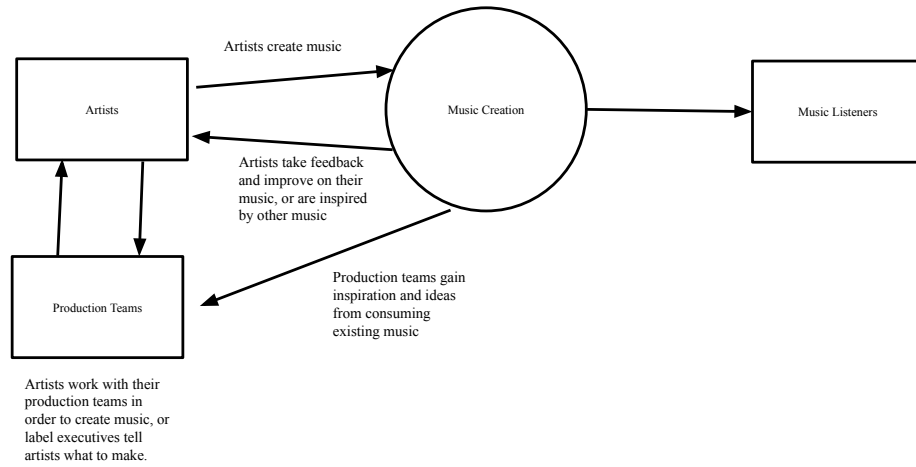 Artists create music
Artists
Music Creation
Music Listeners
Artists take feedback
and improve on their
music, or are inspired
by other music
Production teams gain
inspiration and ideas
from consuming
existing music
Production Teams
Artists work with their
production teams in
order to create music, or
label executives tell
artists what to make.